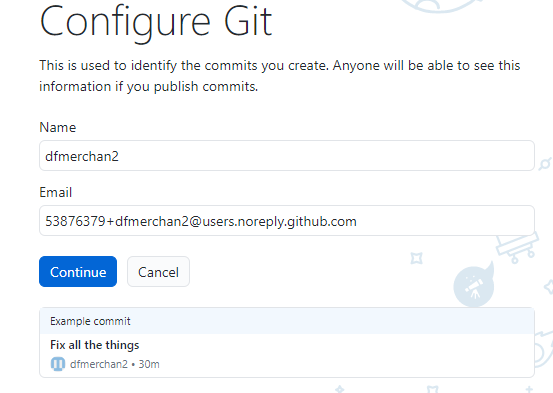 Configure Git
This is used to identify the commits you create. Anyone will be able to see this
information if you publish commits.
Name
dfmerchan2
Email
53876379+dfmerchan2@users.noreply.github.com
Continue Cancel
Example commit
Fix all the things
dfmerchan2 • 30m